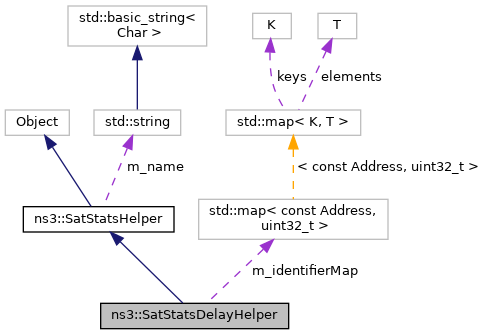 std::basic_string<
Char >
K
T
keys
elements
Object
std::string
std::map< K, T >
m_name
< const Address, uint32_t >
ns3::SatStatsHelper
std::map< const Address,
uint32_t >
m_identifierMap
ns3::SatStatsDelayHelper